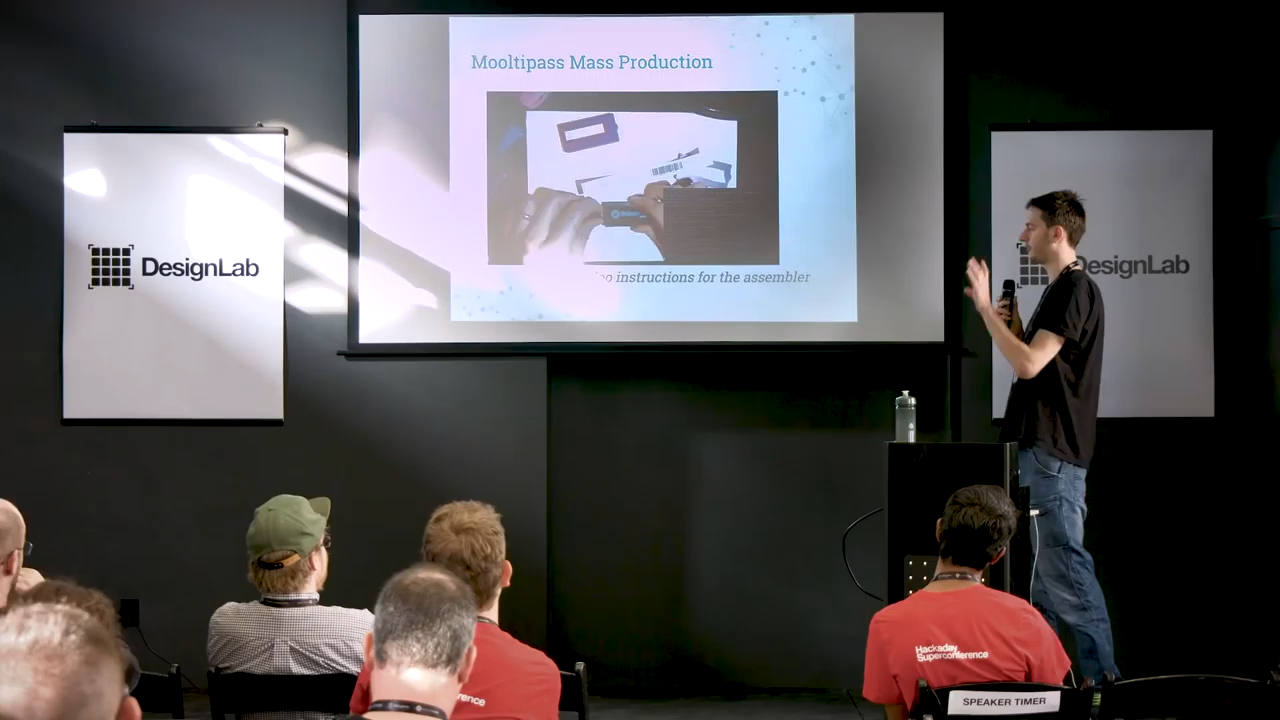 Mooltipass Mass Production
instructions for the assembler
DesignLab
DesignLab
Hackaday
Superconference
SPEAKER TIMER